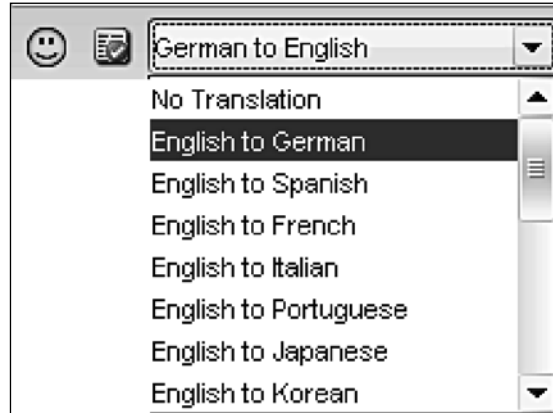 German to English
No Translation
English to German
English to Spanish
English to French
English to Italian
English to Portuguese
English to Japanese
English to Korean